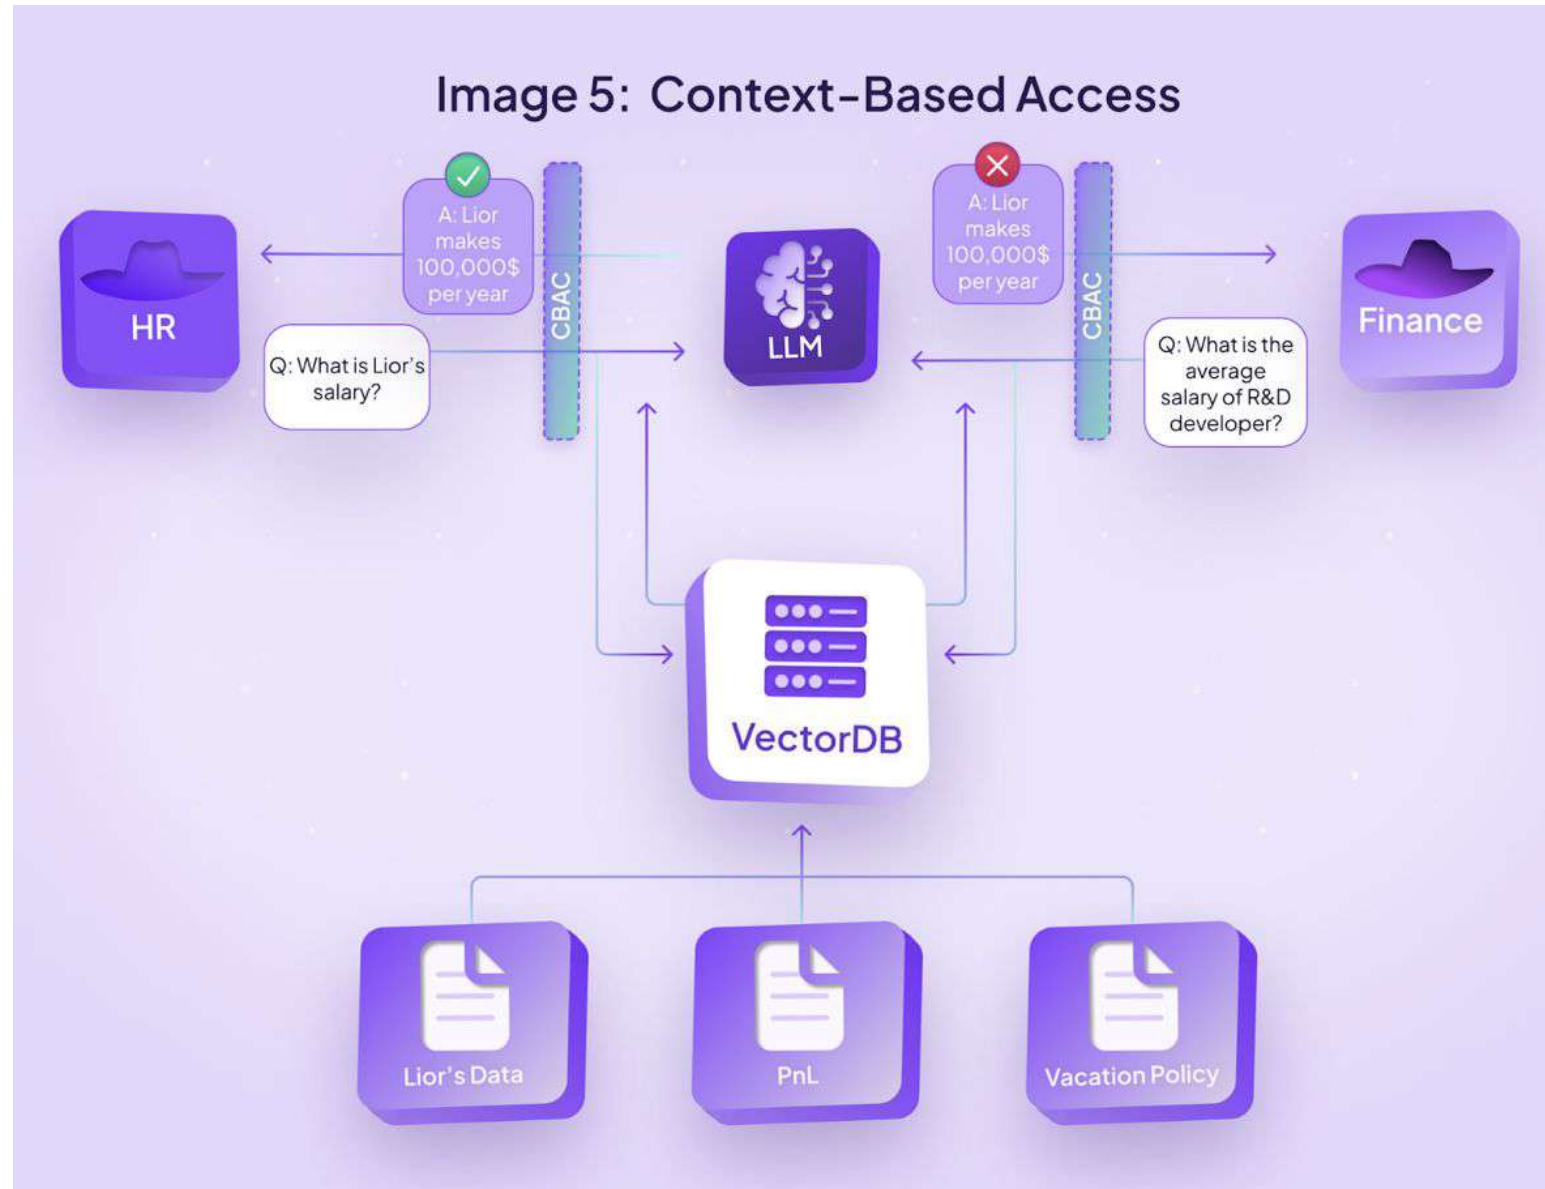 Image 5: Context-Based Access
A: Lior
makes
100,000$
per year
CBAC
HR
Q: What is Lior's
salary?
LLM
A: Lior
makes
100,000$
per year
CBAC
Finance
Q: What is the
average
salary of R&D
developer?
VectorDB
Lior's Data
PnL
Vacation Policy